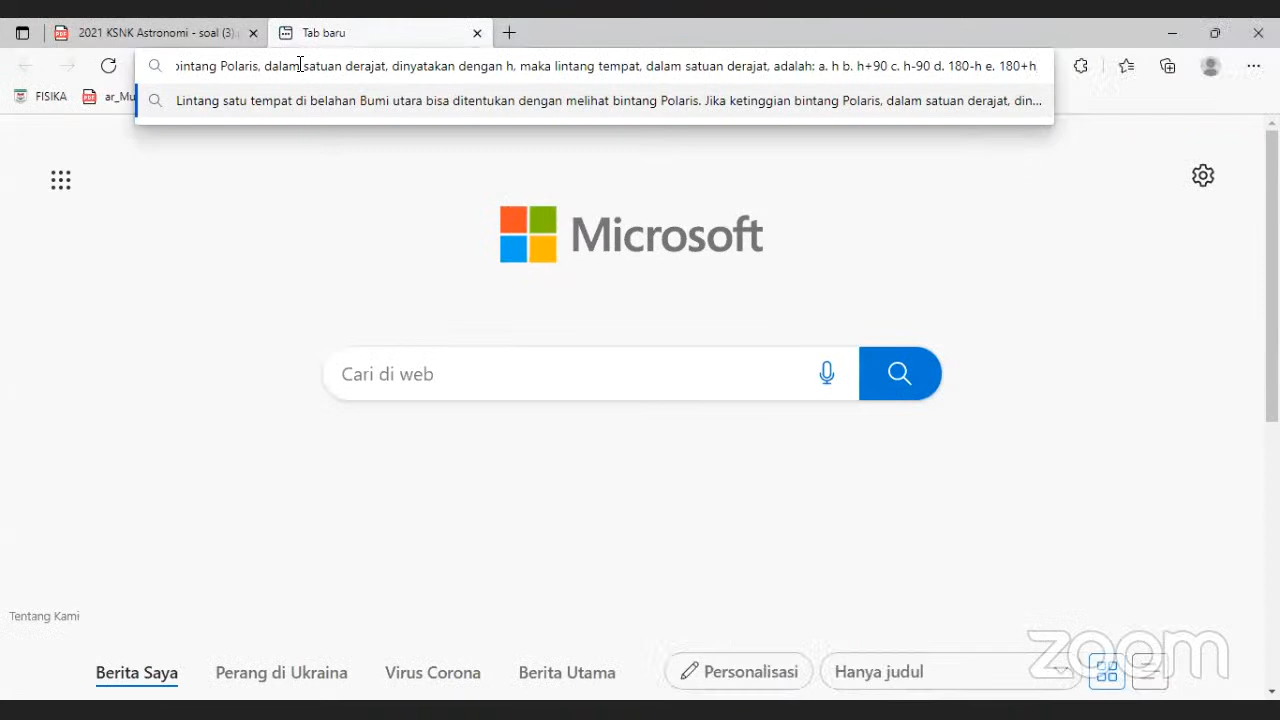 2021 KSNK Astronomi - soal (3).
Tab baru
bintang Polaris, dalam satuan derajat, dinyatakan dengan h, maka lintang tempat, dalam satuan derajat, adalah: a. h b. h+90 c. h-90 d. 180-h e. 180+h
FISIKA
ar_Mu
Lintang satu tempat di belahan Bumi utara bisa ditentukan dengan melihat bintang Polaris. Jika ketinggian bintang Polaris, dalam satuan derajat, din...
Microsoft
Cari di web
Tentang Kami
Berita Saya
Perang di Ukraina
Virus Corona
Berita Utama
Personalisasi
Hanya judul
zoom